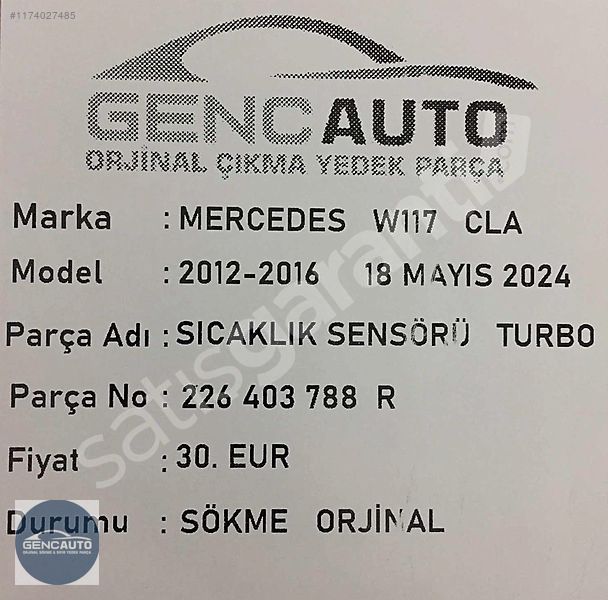 #1174027485
GENCAUTO
ORJİNAL ÇIKMA YEDEK PARÇA
Marka : MERCEDES W117 CLA
Model : 2012-2016 18 MAYIS 2024
Parça Adı : SICAKLIK SENSÖRÜ TURBO
Parça No : 226 403 788 R
Fiyat : 30. EUR
Durumu : SÖKME ORJİNAL
satışgaranti.com
GENCAUTO